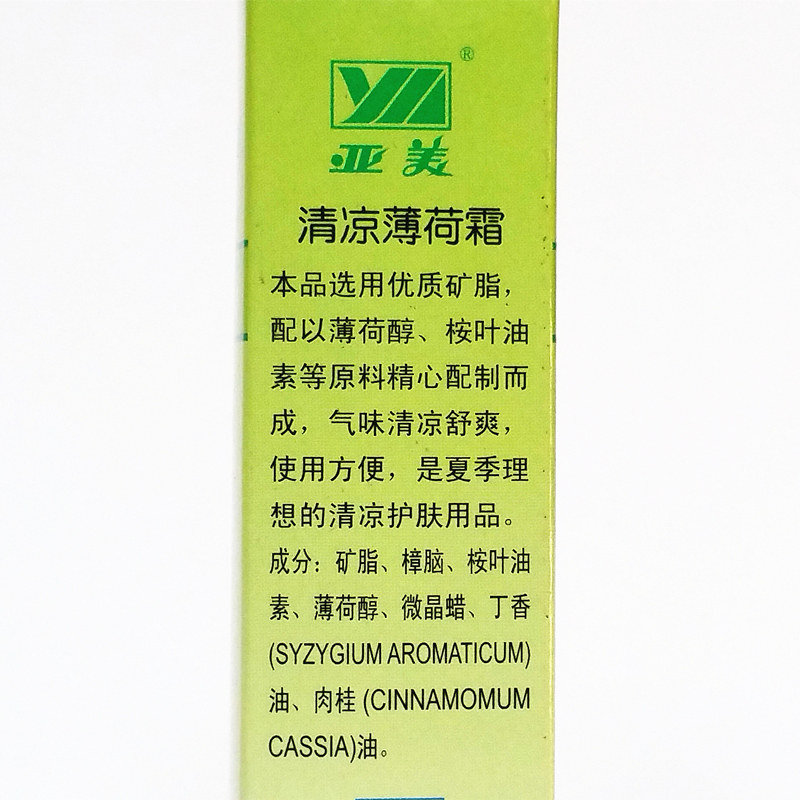 ®
亚美
清凉薄荷霜
本品选用优质矿脂，
配以薄荷醇、桉叶油
素等原料精心配制而
成，气味清凉舒爽，
使用方便，是夏季理
想的清凉护肤用品。
成分：矿脂、樟脑、桉叶油
素、薄荷醇、微晶蜡、丁香
(SYZYGIUM AROMATICUM)
油、肉桂(CINNAMOMUM
CASSIA)油。